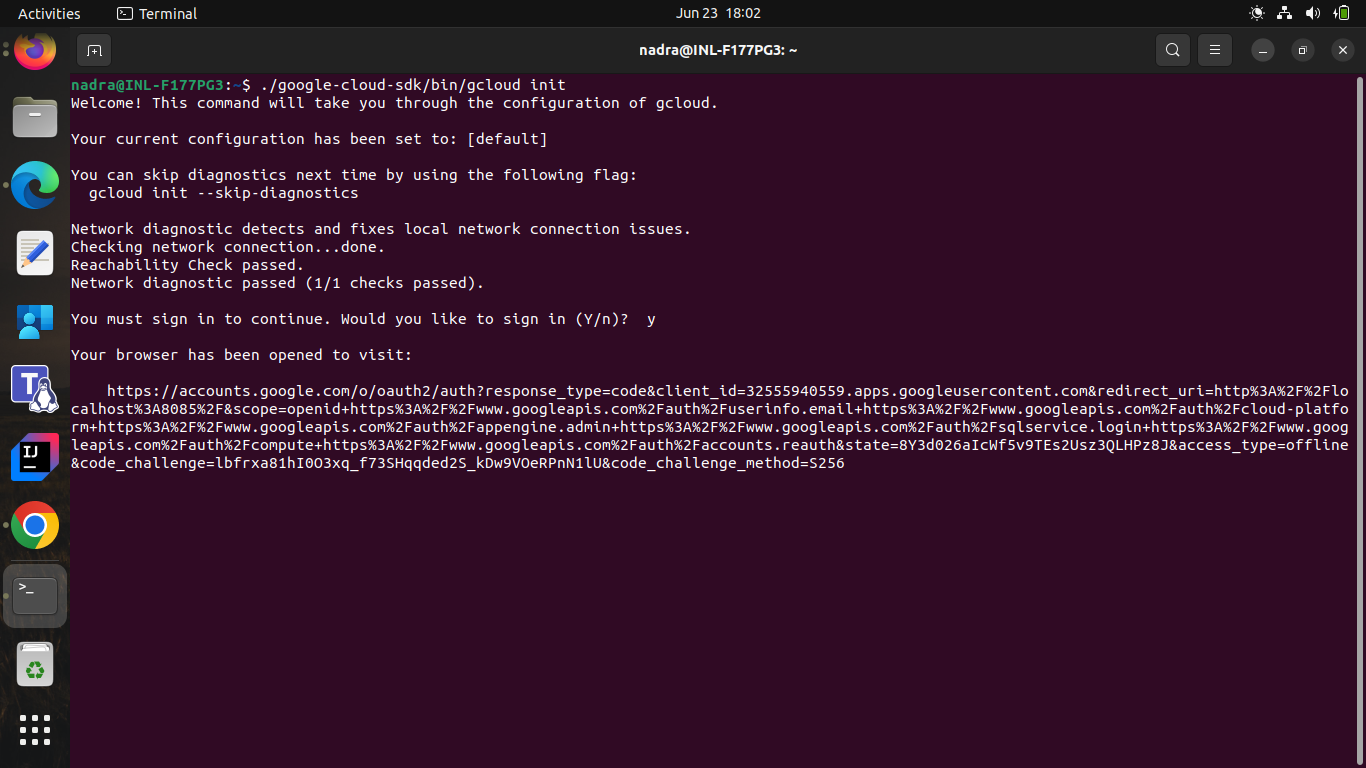 Activities
Terminal
Jun 23 18:02
nadra@INL-F177PG3: ~
nadra@INL-F177PG3:~$ ./google-cloud-sdk/bin/gcloud init
Welcome! This command will take you through the configuration of gcloud.
Your current configuration has been set to: [default]
You can skip diagnostics next time by using the following flag:
gcloud init --skip-diagnostics
Network diagnostic detects and fixes local network connection issues.
Checking network connection...done.
Reachability Check passed.
Network diagnostic passed (1/1 checks passed).
You must sign in to continue. Would you like to sign in (Y/n)?  y
Your browser has been opened to visit:
https://accounts.google.com/o/oauth2/auth?response_type=code&client_id=32555940559.apps.googleusercontent.com&redirect_uri=http%3A%2F%2Flo
calhost%3A8085%2F&scope=openid+https%3A%2F%2Fwww.googleapis.com%2Fauth%2Fuserinfo.email+https%3A%2F%2Fwww.googleapis.com%2Fauth%2Fcloud-platfo
rm+https%3A%2F%2Fwww.googleapis.com%2Fauth%2Fappengine.admin+https%3A%2F%2Fwww.googleapis.com%2Fauth%2Fsqlservice.login+https%3A%2F%2Fwww.goog
leapis.com%2Fauth%2Fcompute+https%3A%2F%2Fwww.googleapis.com%2Fauth%2Faccounts.reauth&state=8Y3d026aIcWf5v9TEs2Usz3QLHPz8J&access_type=offline
&code_challenge=lbfrxa81hI0O3xq_f73SHqqded2S_kDw9VOeRPnN1lU&code_challenge_method=S256
T
IJ
>_